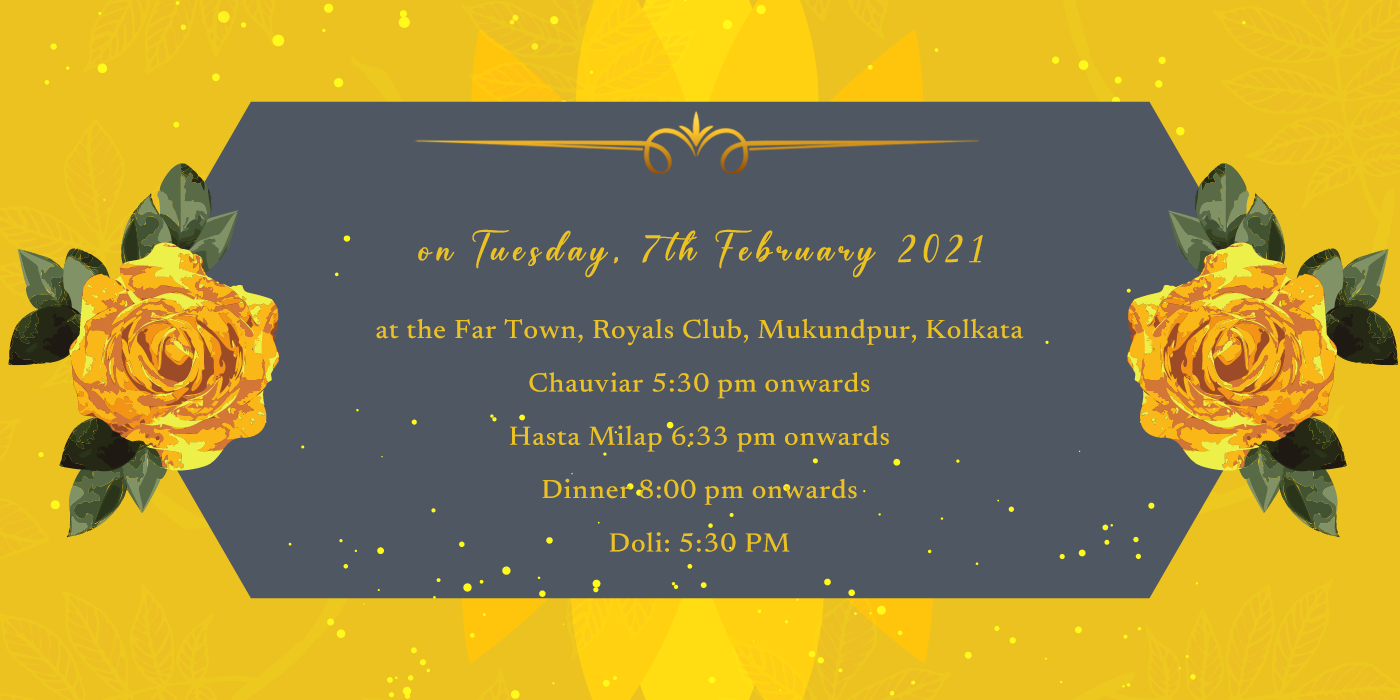 on Tuesday, 7th February 2021
at the Far Town, Royals Club, Mukundpur, Kolkata
Chauviar 5:30 pm onwards
Hasta Milap 6:33 pm onwards
Dinner 8:00 pm onwards
Doli: 5:30 PM